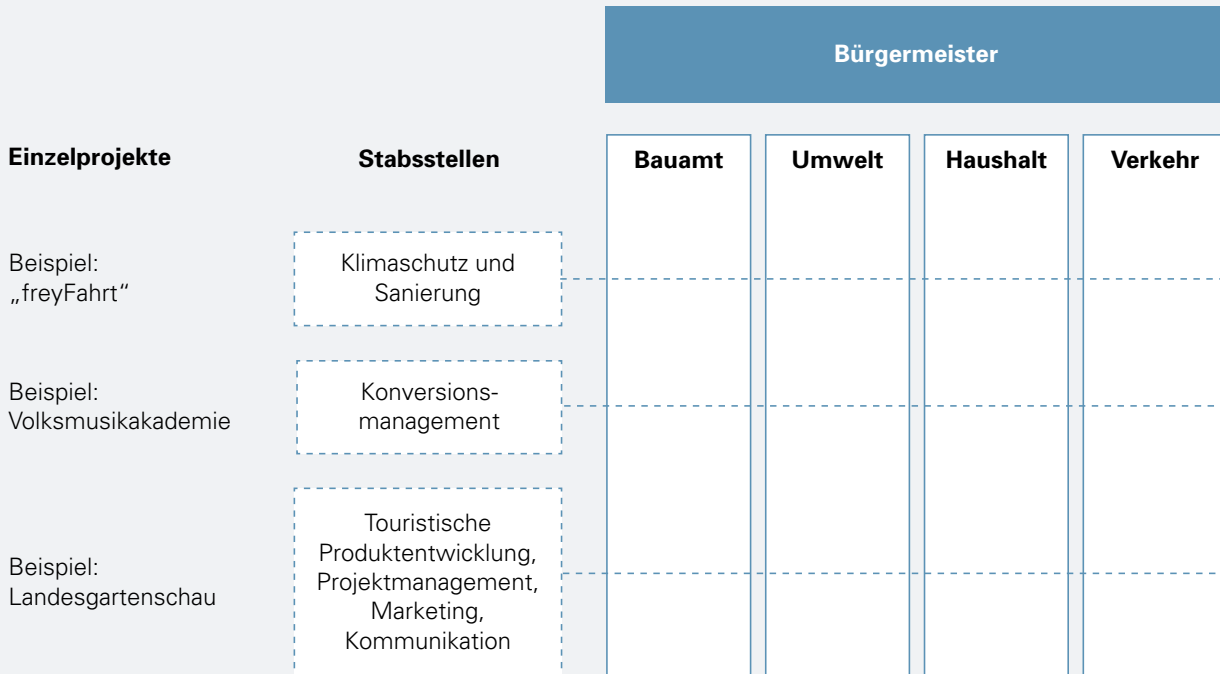 Bürgermeister
Einzelprojekte
Stabsstellen
Bauamt
Umwelt
Haushalt
Verkehr
Beispiel:
„freyFahrt“
Klimaschutz und
Sanierung
Beispiel:
Volksmusikakademie
Konversions-
management
Beispiel:
Landesgartenschau
Touristische
Produktentwicklung,
Projektmanagement,
Marketing,
Kommunikation